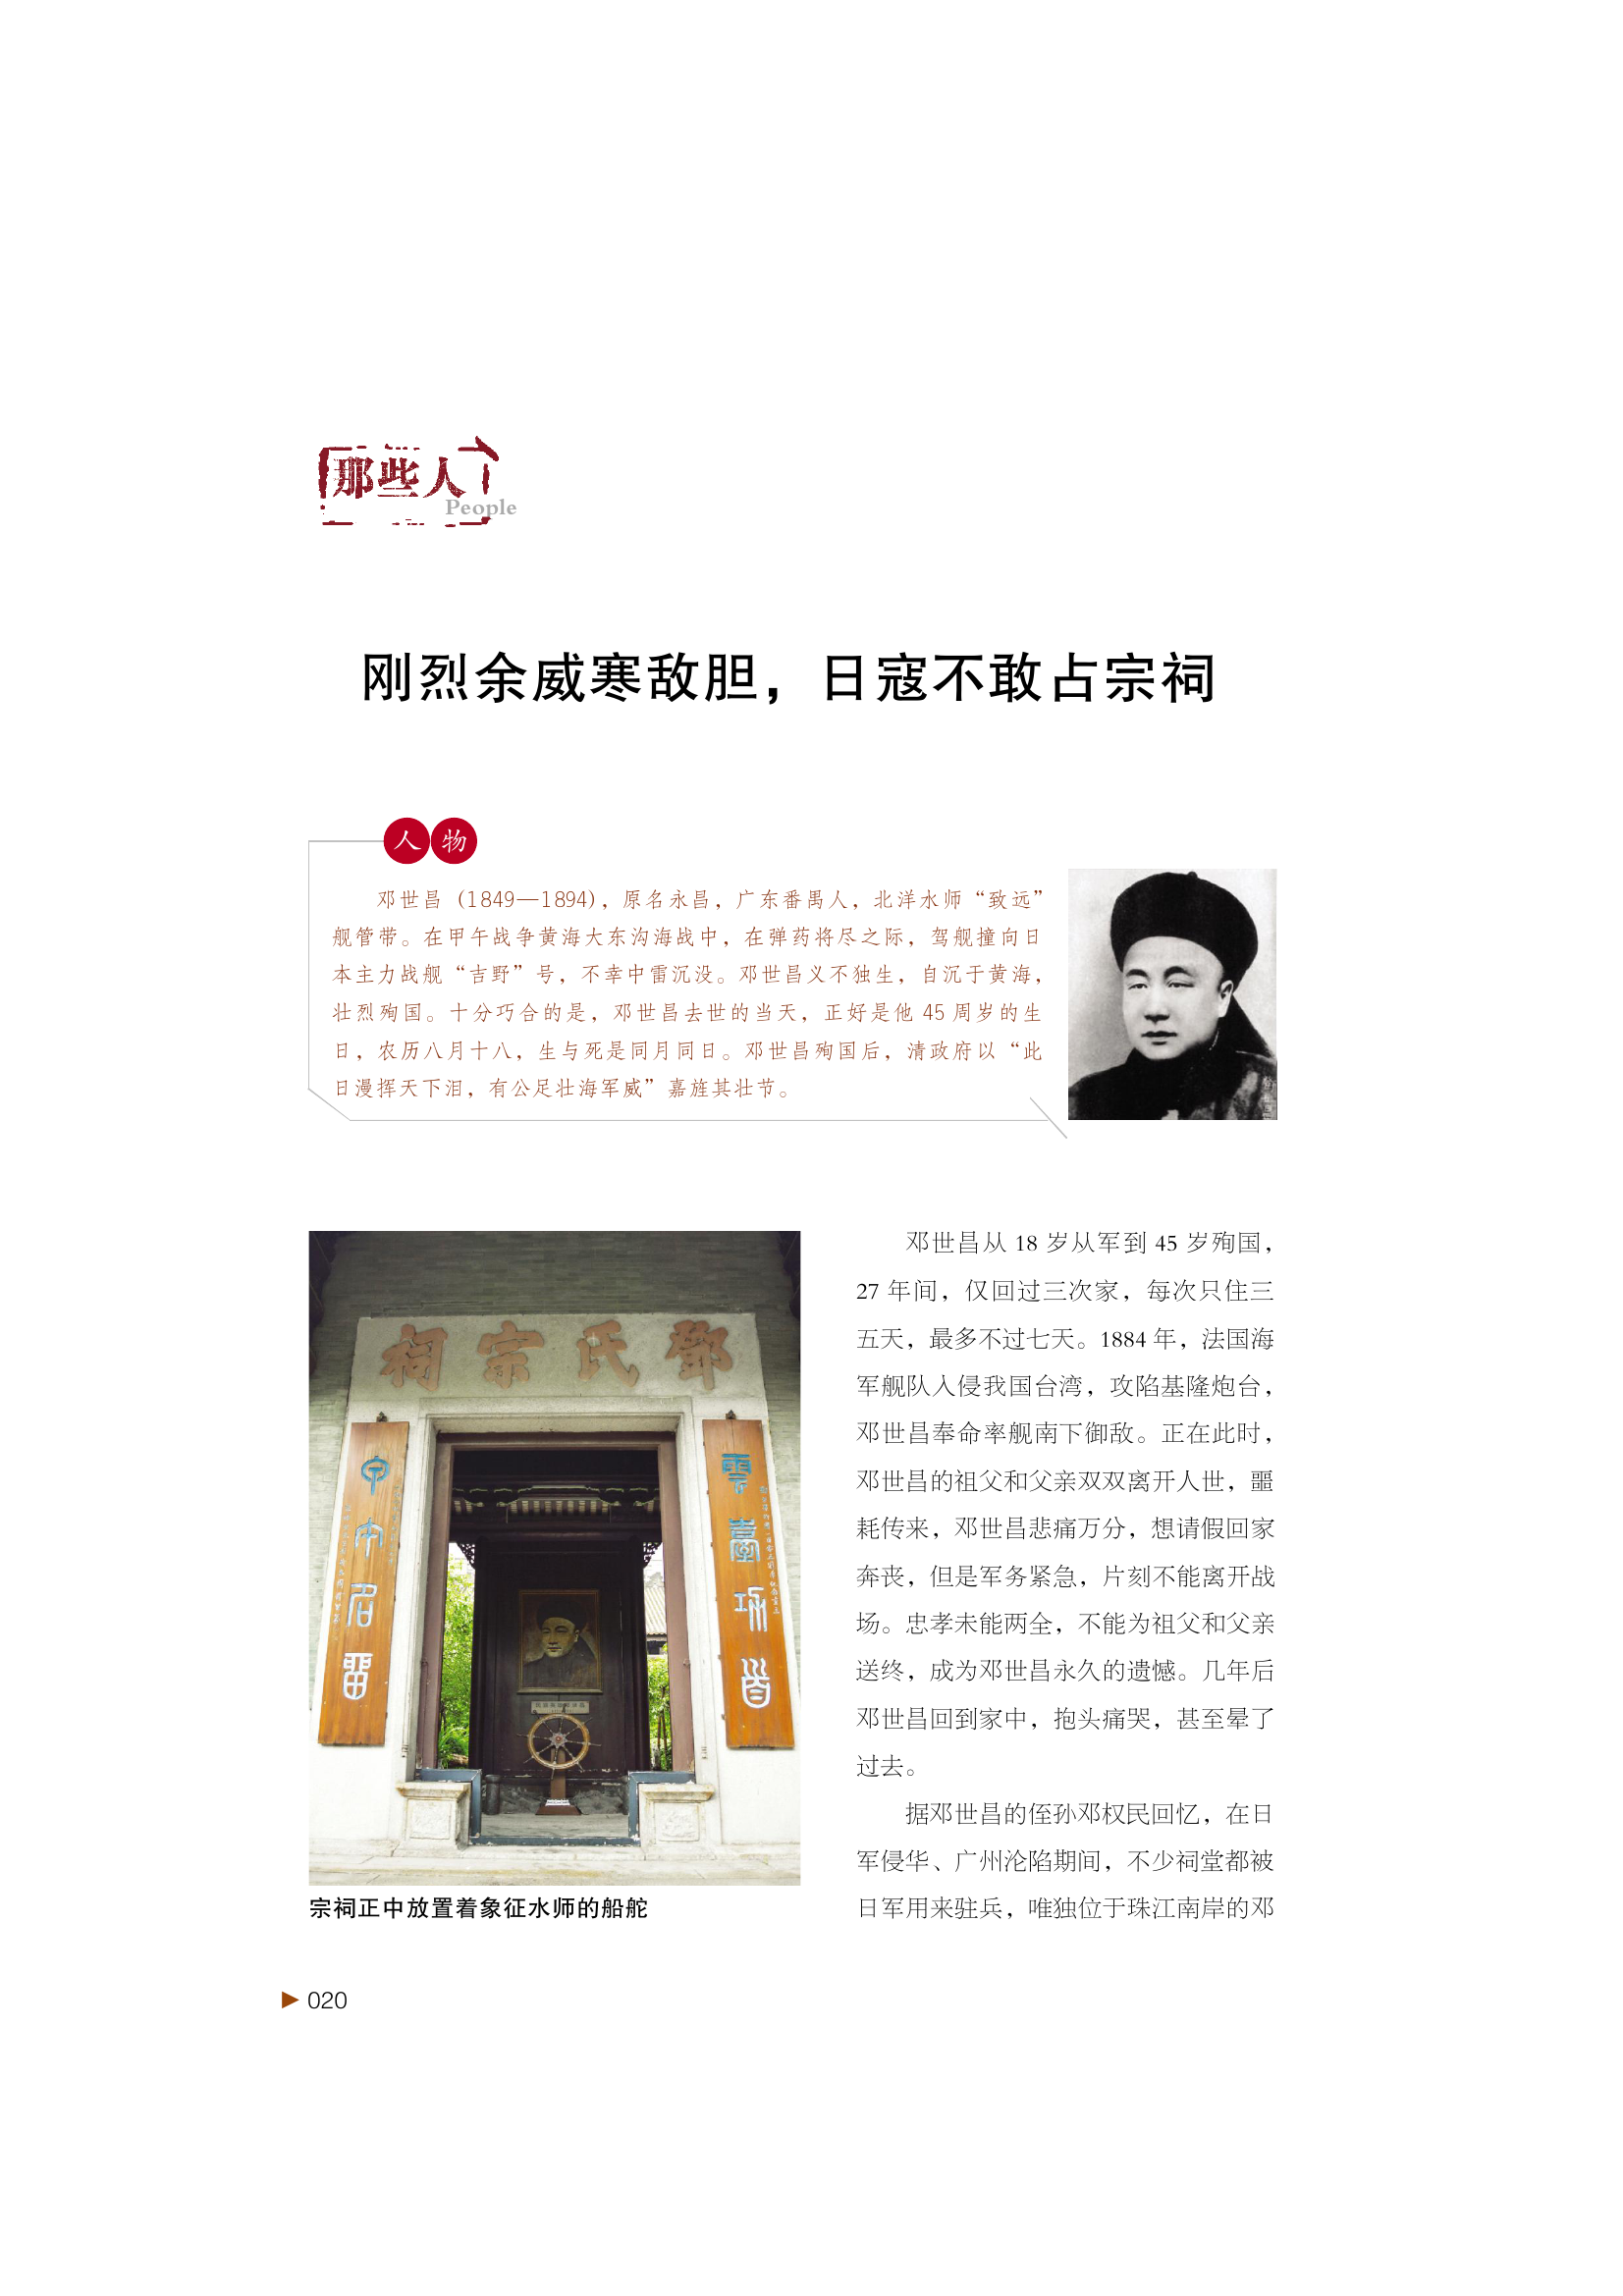 那些人
People
刚烈余威寒敌胆，日寇不敢占宗祠
人物
邓世昌（1849—1894），原名永昌，广东番禺人，北洋水师“致远”
舰管带。在甲午战争黄海大东沟海战中，在弹药将尽之际，驾舰撞向日
本主力战舰“吉野”号，不幸中雷沉没。邓世昌义不独生，自沉于黄海，
壮烈殉国。十分巧合的是，邓世昌去世的当天，正好是他 45 周岁的生
日，农历八月十八，生与死是同月同日。邓世昌殉国后，清政府以“此
日漫挥天下泪，有公足壮海军威”嘉旌其壮节。
祠宗氏鄧
宗祠正中放置着象征水师的船舵
邓世昌从 18 岁从军到 45 岁殉国，
27 年间，仅回过三次家，每次只住三
五天，最多不过七天。1884 年，法国海
军舰队入侵我国台湾，攻陷基隆炮台，
邓世昌奉命率舰南下御敌。正在此时，
邓世昌的祖父和父亲双双离开人世，噩
耗传来，邓世昌悲痛万分，想请假回家
奔丧，但是军务紧急，片刻不能离开战
场。忠孝未能两全，不能为祖父和父亲
送终，成为邓世昌永久的遗憾。几年后
邓世昌回到家中，抱头痛哭，甚至晕了
过去。
据邓世昌的侄孙邓权民回忆，在日
军侵华、广州沦陷期间，不少祠堂都被
日军用来驻兵，唯独位于珠江南岸的邓
020